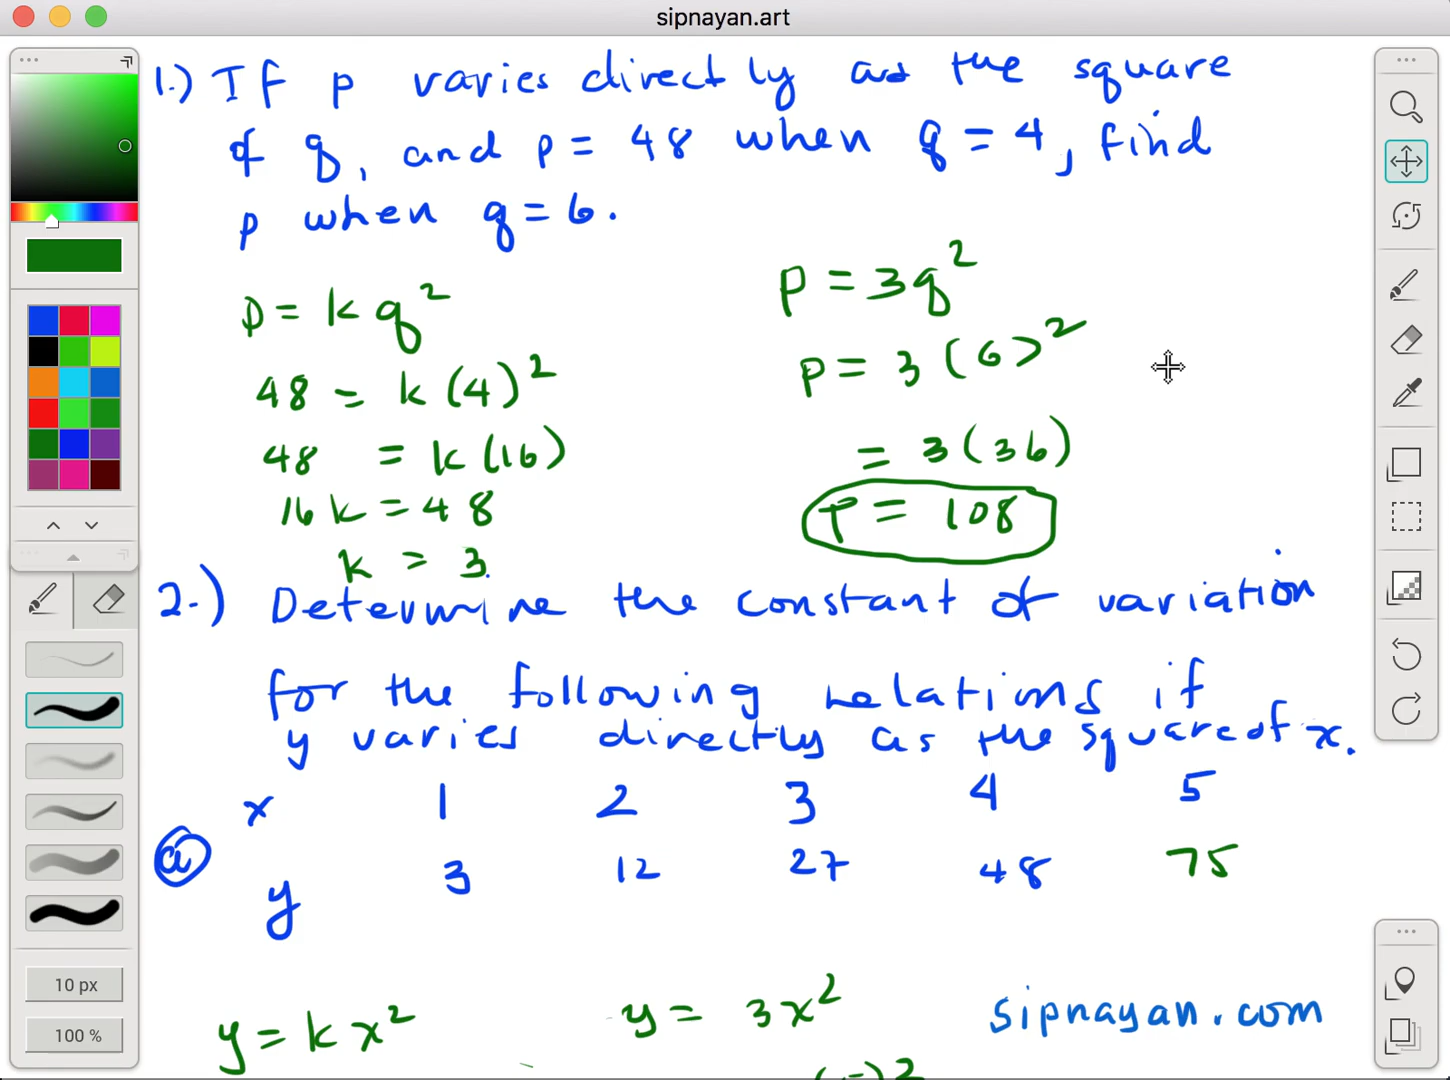 sipnayan.art
1.) If p varies directly as the square
of q, and p = 48 when q = 4, find
p when q = 6.
p = k q²
48 = k (4)²
48 = k (16)
16 k = 48
k = 3
p = 3q²
p = 3 (6)²
= 3 (36)
P = 108
2.) Determine the constant of variation
for the following relations if
y varies directly as the square of x.
x 1 2 3 4 5
a
y 3 12 27 48 75
y = k x²
y = 3x²
sipnayan.com
10 px
100 %